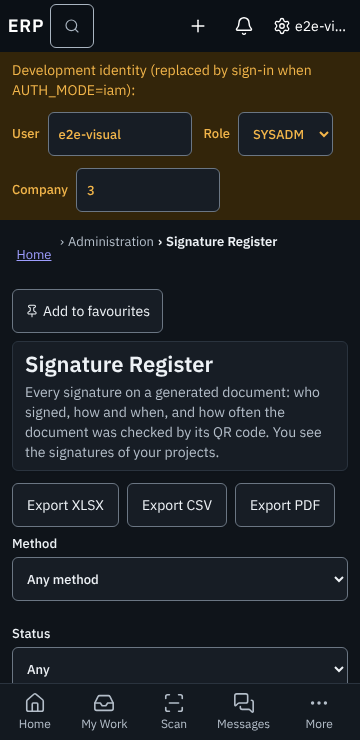 ERP
e2e-vi...
Development identity (replaced by sign-in when
AUTH_MODE=iam):
User e2e-visual Role SYSADM
Company 3
Home › Administration › Signature Register
Add to favourites
Signature Register
Every signature on a generated document: who
signed, how and when, and how often the
document was checked by its QR code. You see
the signatures of your projects.
Export XLSX Export CSV Export PDF
Method
Any method
Status
Any
Home My Work Scan Messages More